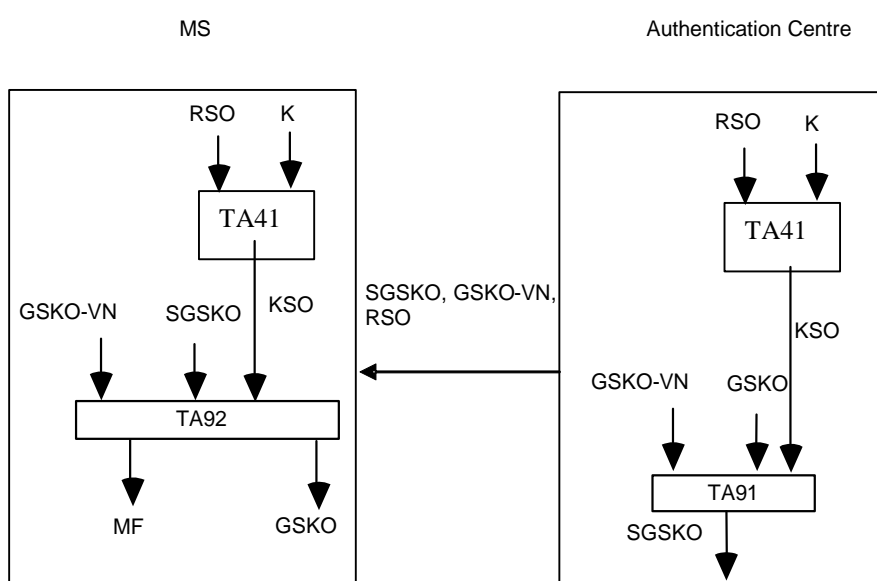 MS
Authentication Centre
RSO K
TA41
GSKO-VN SGSKO KSO
TA92
MF GSKO
SGSKO, GSKO-VN,
RSO
RSO K
TA41
KSO
GSKO-VN GSKO
TA91
SGSKO